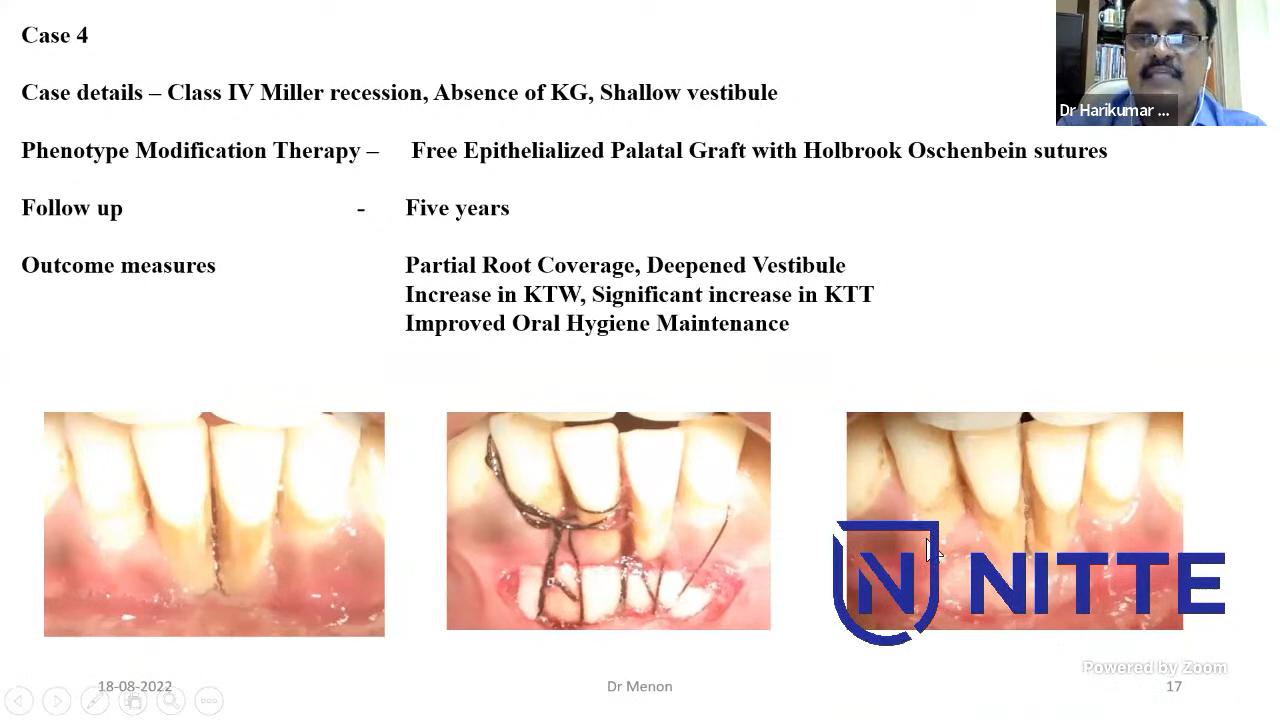 Case 4
Dr Harikumar ...
Case details – Class IV Miller recession, Absence of KG, Shallow vestibule
Phenotype Modification Therapy – Free Epithelialized Palatal Graft with Holbrook Oschenbein sutures
Follow up - Five years
Outcome measures Partial Root Coverage, Deepened Vestibule
Increase in KTW, Significant increase in KTT
Improved Oral Hygiene Maintenance
N NITTE
Powered by Zoom
18-08-2022 Dr Menon 17